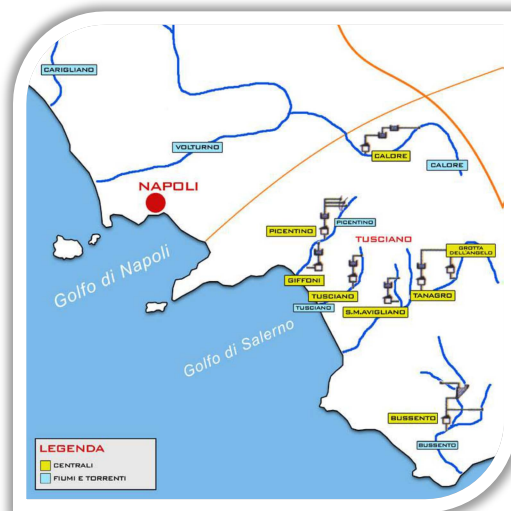 CARIGLIANO
VOLTURNO
CALORE
CALORE
NAPOLI
PICENTINO
PICENTINO
TUSCIANO
GROTTA
DELL'ANGELO
Golfo di Napoli
GIFFONI
TUSCIANO
TANAGRO
TUSCIANO
S.M.AVIGLIANO
Golfo di Salerno
BUSSENTO
BUSSENTO
LEGENDA
CENTRALI
FIUMI E TORRENTI